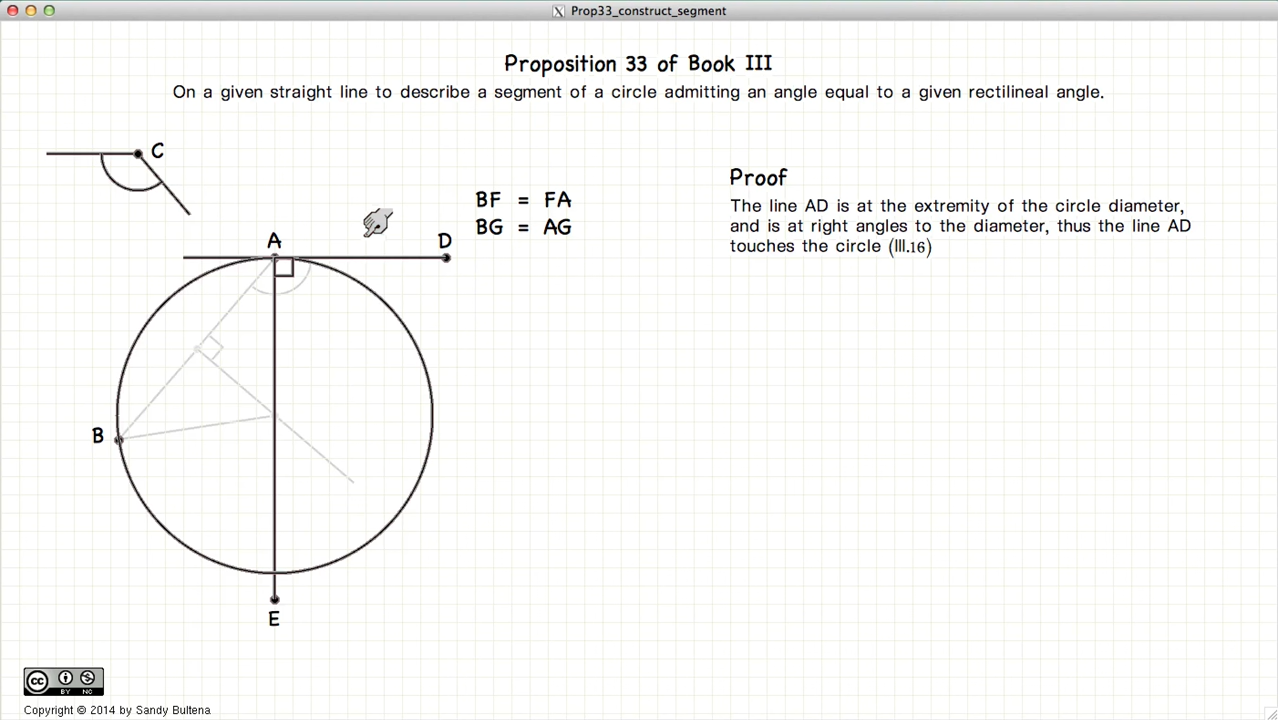 Prop33_construct_segment
Proposition 33 of Book III
On a given straight line to describe a segment of a circle admitting an angle equal to a given rectilineal angle.
C
Proof
BF = FA
The line AD is at the extremity of the circle diameter,
BG = AG
and is at right angles to the diameter, thus the line AD
touches the circle (III.16)
A
D
B
E
cc
BY NC
Copyright © 2014 by Sandy Bultena